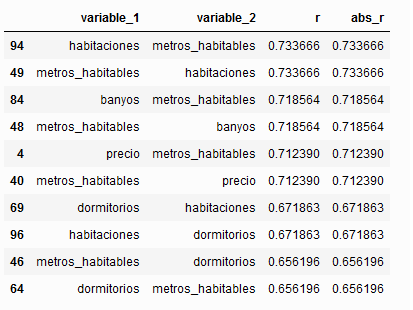 variable_1 variable_2 r abs_r
94 habitaciones metros_habitables 0.733666 0.733666
49 metros_habitables habitaciones 0.733666 0.733666
84 banyos metros_habitables 0.718564 0.718564
48 metros_habitables banyos 0.718564 0.718564
4 precio metros_habitables 0.712390 0.712390
40 metros_habitables precio 0.712390 0.712390
69 dormitorios habitaciones 0.671863 0.671863
96 habitaciones dormitorios 0.671863 0.671863
46 metros_habitables dormitorios 0.656196 0.656196
64 dormitorios metros_habitables 0.656196 0.656196